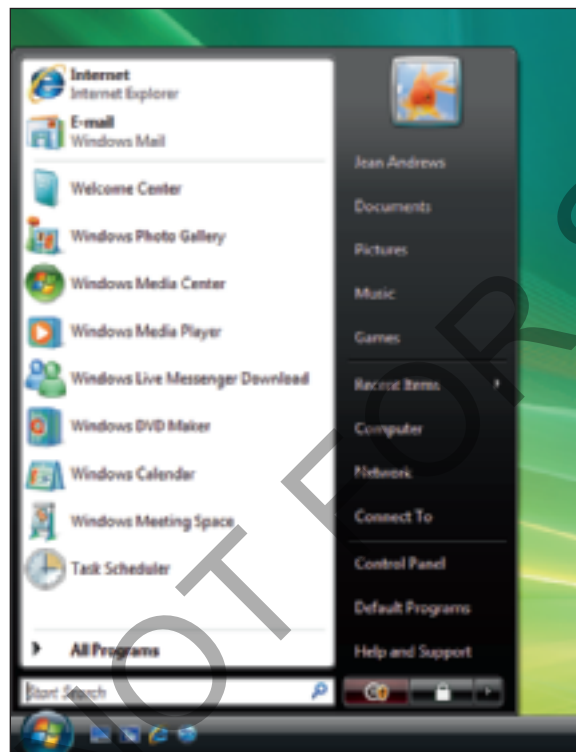 Internet
Internet Explorer
E-mail
Windows Mail
Welcome Center
Windows Photo Gallery
Windows Media Center
Windows Media Player
Windows Live Messenger Download
Windows DVD Maker
Windows Calendar
Windows Meeting Space
Task Scheduler
All Programs
Start Search
Jean Andrews
Documents
Pictures
Music
Games
Recent Items
Computer
Network
Connect To
Control Panel
Default Programs
Help and Support
NOT FOR S